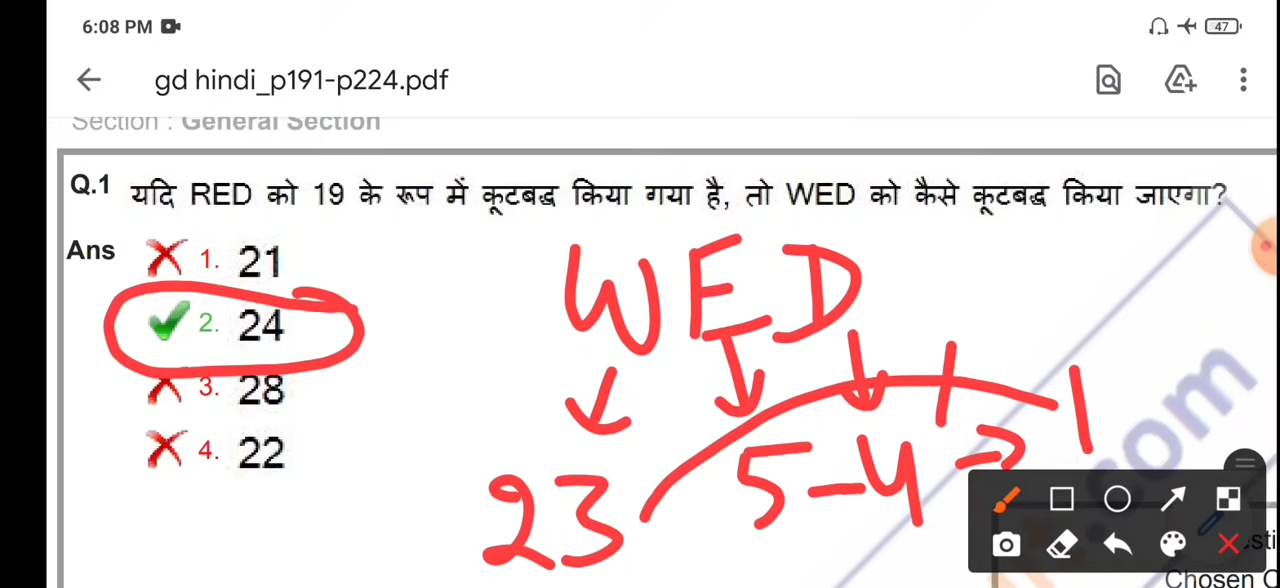 6:08 PM 47
gd hindi_p191-p224.pdf
Section : General Section
Q.1 यदि RED को 19 के रूप में कूटबद्ध किया गया है, तो WED को कैसे कूटबद्ध किया जाएगा?
Ans 1. 21
2. 24
3. 28
4. 22
WED
23 5-4 ⇒ 1
.com
Chosen O